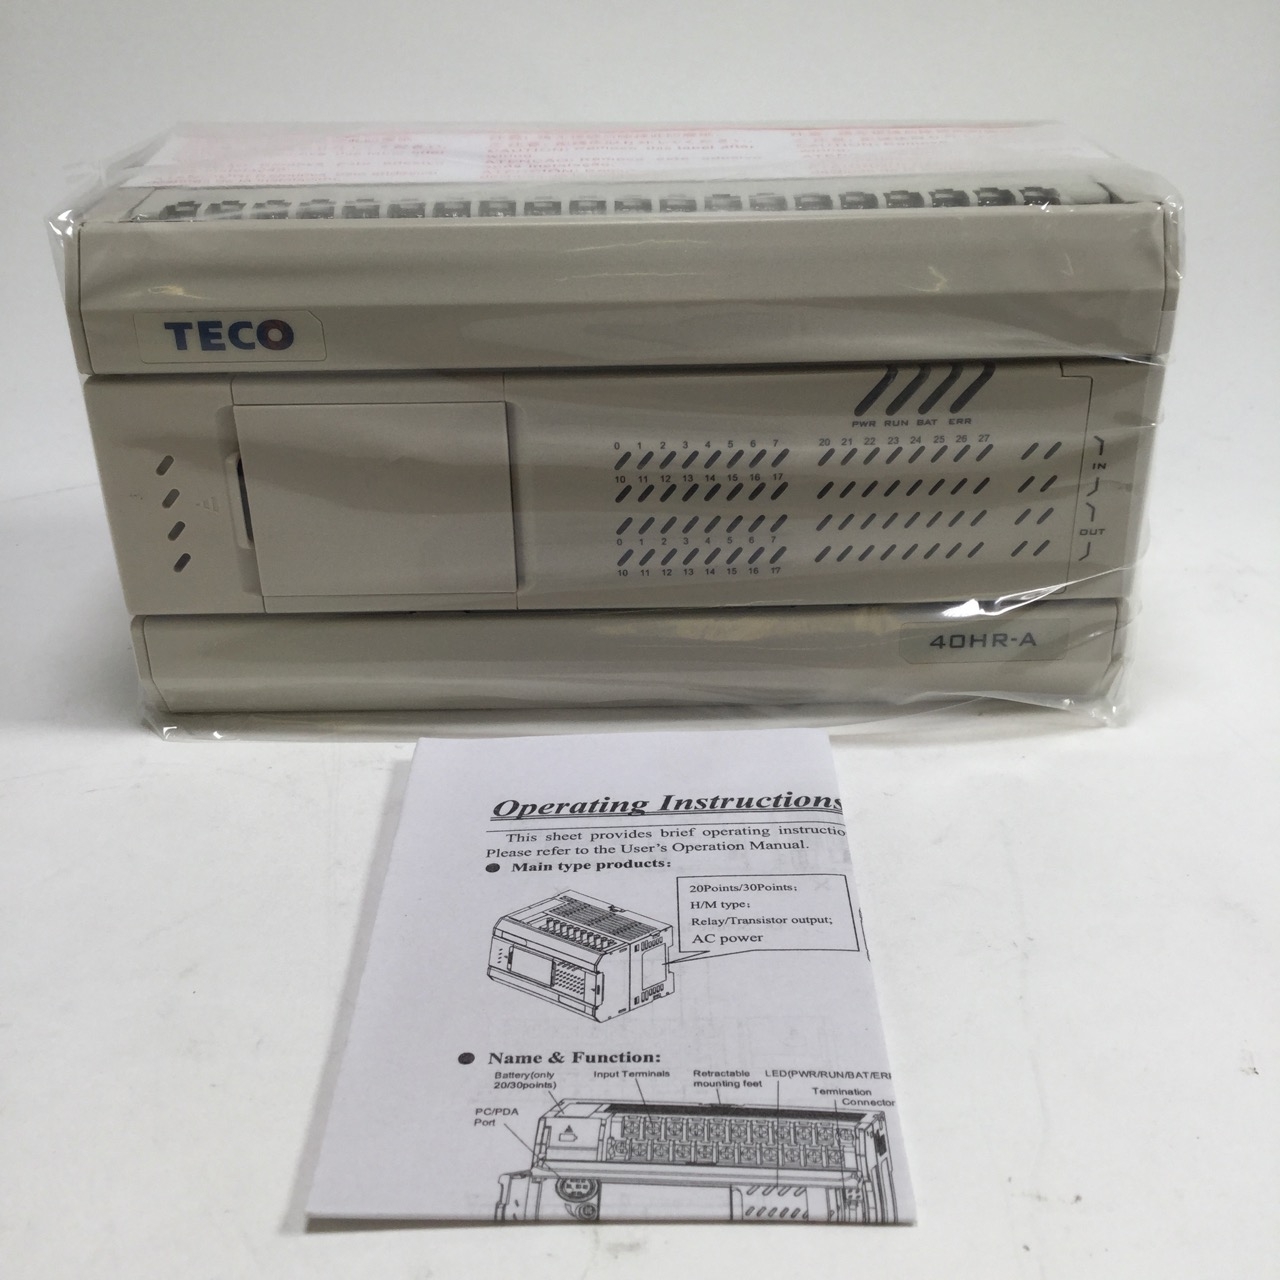 TECO
PWR RUN BAT ERR
0 1 2 3 4 5 6 7 20 21 22 23 24 25 26 27
IN
10 11 12 13 14 15 16 17
OUT
0 1 2 3 4 5 6 7
10 11 12 13 14 15 16 17
40HR-A
Operating Instructions
This sheet provides brief operating instructio
Please refer to the User's Operation Manual.
● Main type products:
20Points/30Points;
H/M type;
Relay/Transistor output;
AC power
● Name & Function:
Battery(only
20/30points)
Input Terminals
Retractable
mounting feet
LED(PWR/RUN/BAT/ERR
Termination
Connector
PC/PDA
Port